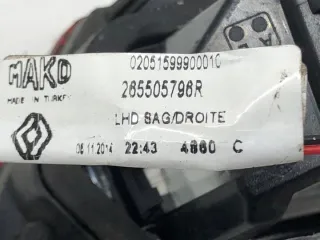 02051599900010
MAKO
265505796R
MADE IN TURKEY
LHD SAG/DROITE
06.11.2014 22:43 4860 C